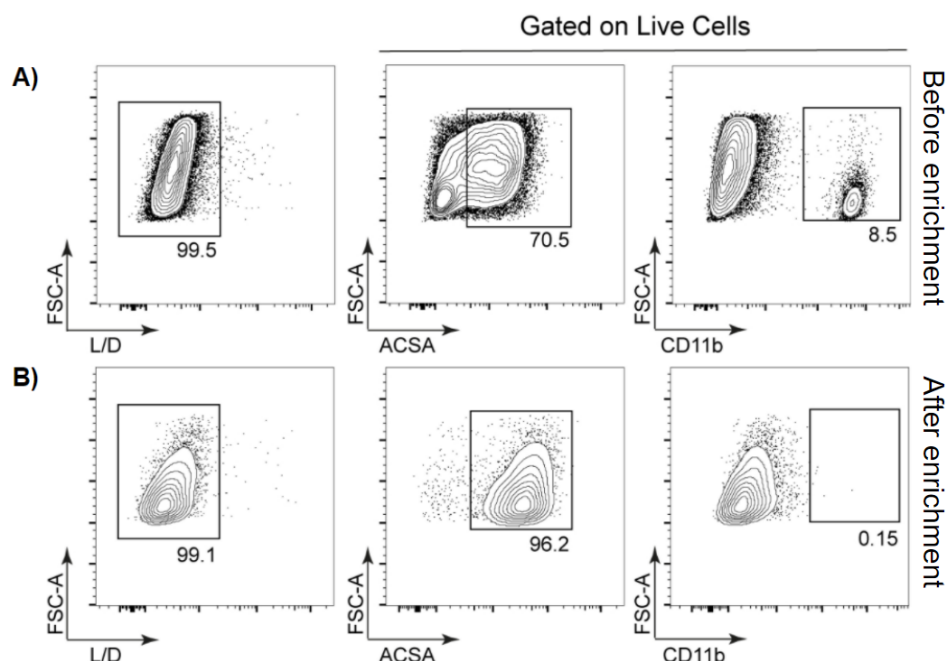 Gated on Live Cells
A)
99.5
70.5
8.5
FSC-A
FSC-A
FSC-A
L/D
ACSA
CD11b
Before enrichment
B)
99.1
96.2
0.15
FSC-A
FSC-A
FSC-A
L/D
ACSA
CD11b
After enrichment